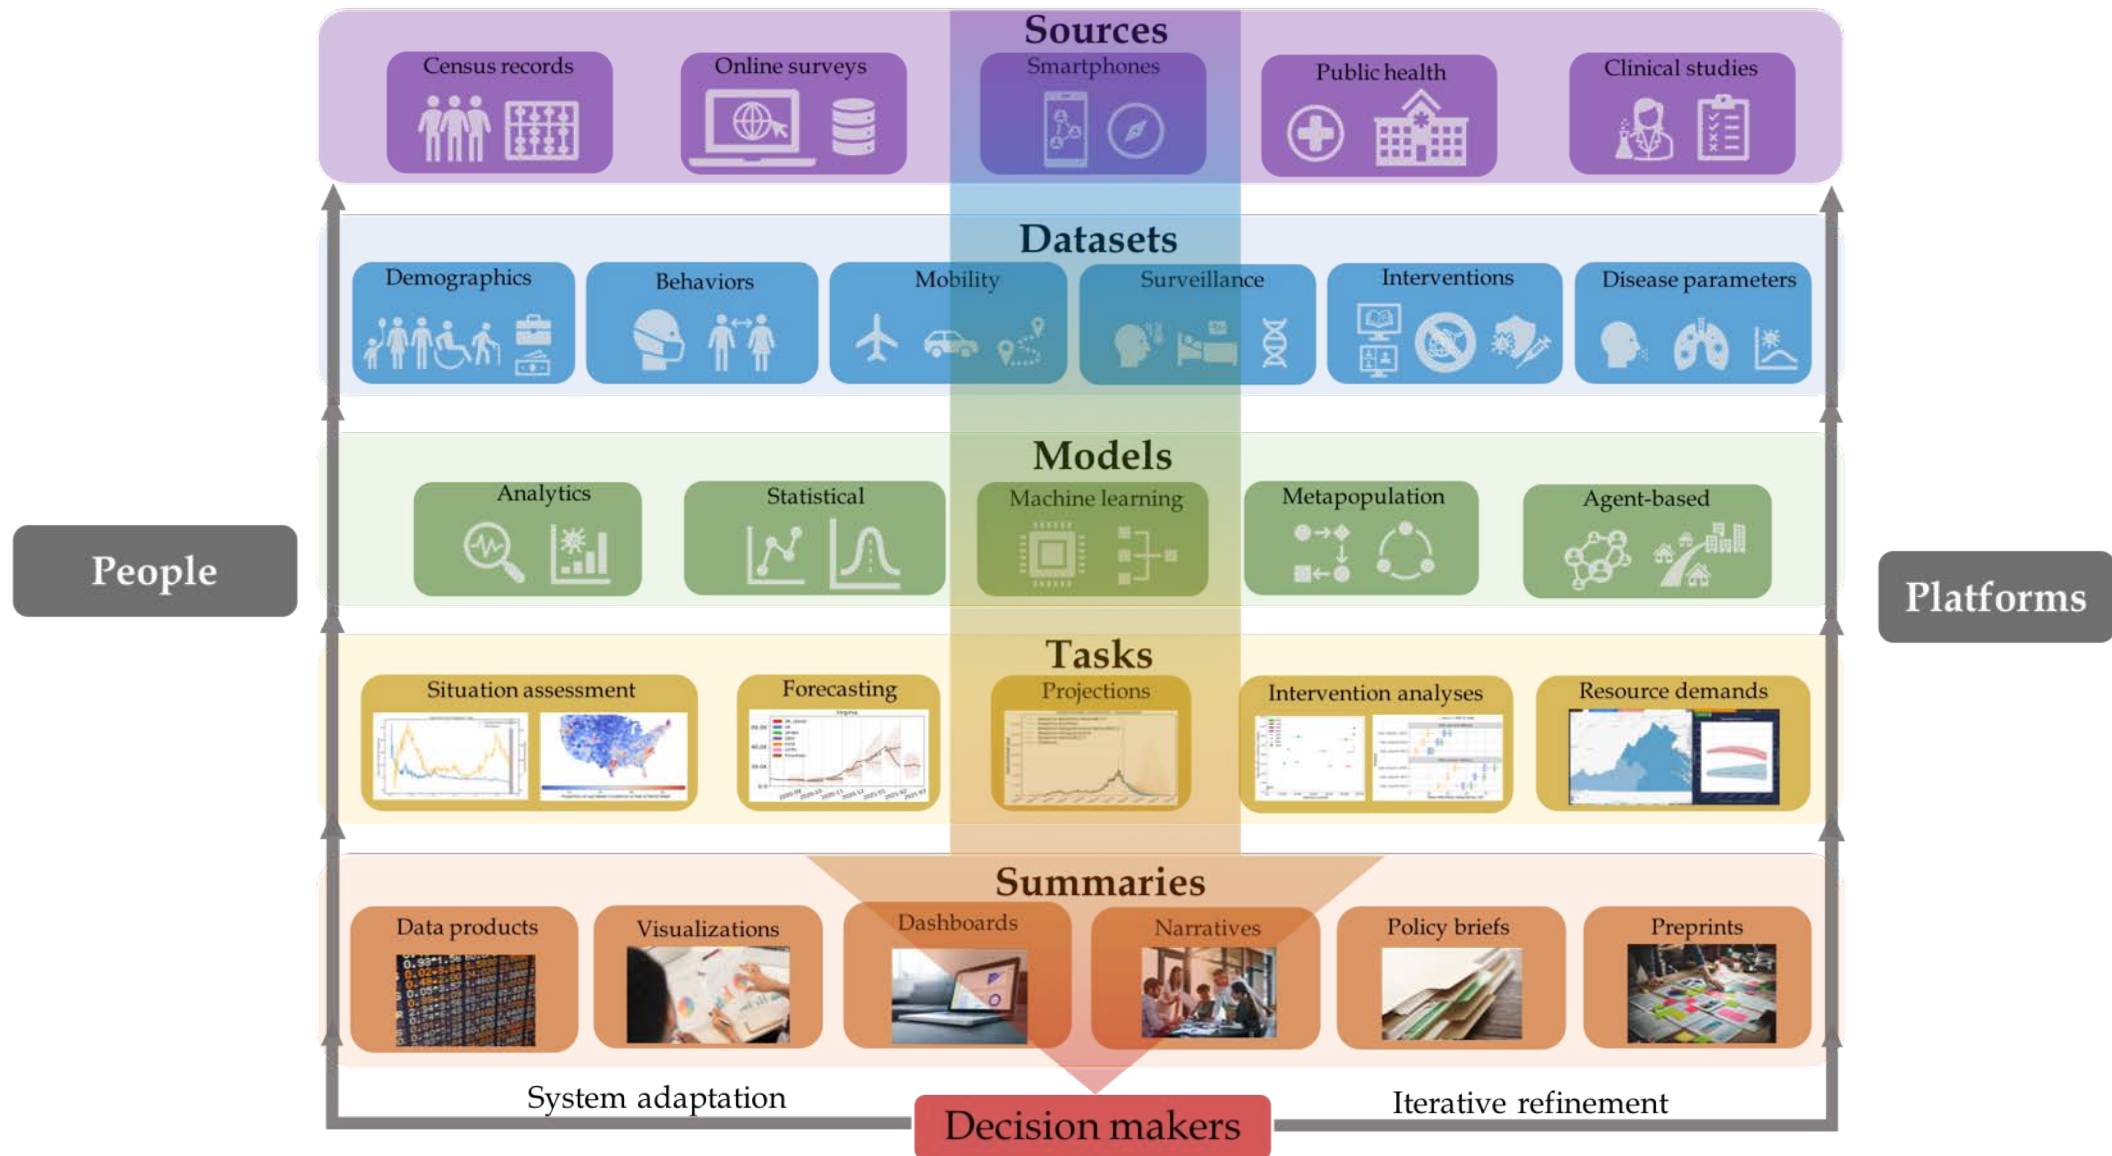 Sources
Census records
Online surveys
Smartphones
Public health
Clinical studies
Datasets
Demographics
Behaviors
Mobility
Surveillance
Interventions
Disease parameters
Models
Analytics
Statistical
Machine learning
Metapopulation
Agent-based
People
Platforms
Tasks
Situation assessment
Forecasting
Projections
Intervention analyses
Resource demands
Virginia
Summaries
Data products
Visualizations
Dashboards
Narratives
Policy briefs
Preprints
System adaptation
Iterative refinement
Decision makers